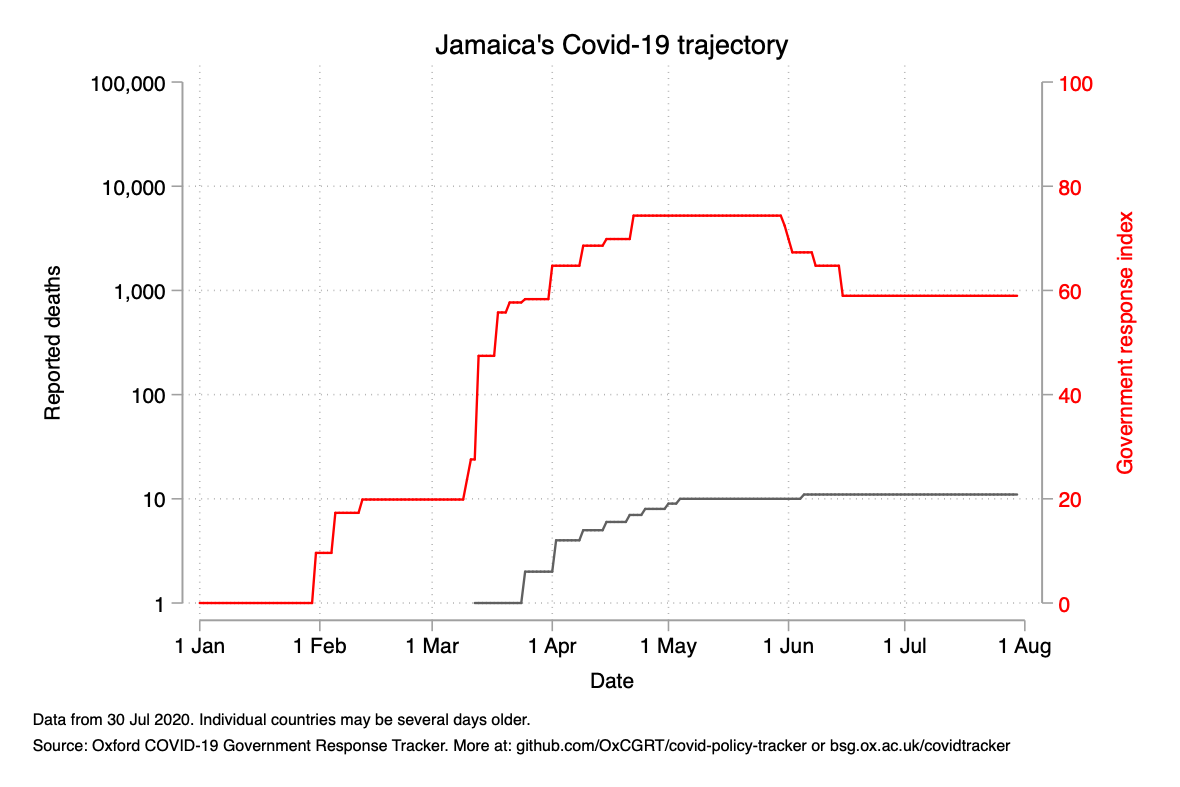 Jamaica's Covid-19 trajectory
100,000
10,000
1,000
100
10
1
Reported deaths
100
80
60
40
20
0
Government response index
1 Jan
1 Feb
1 Mar
1 Apr
1 May
1 Jun
1 Jul
1 Aug
Date
Data from 30 Jul 2020. Individual countries may be several days older.
Source: Oxford COVID-19 Government Response Tracker. More at: github.com/OxCGRT/covid-policy-tracker or bsg.ox.ac.uk/covidtracker